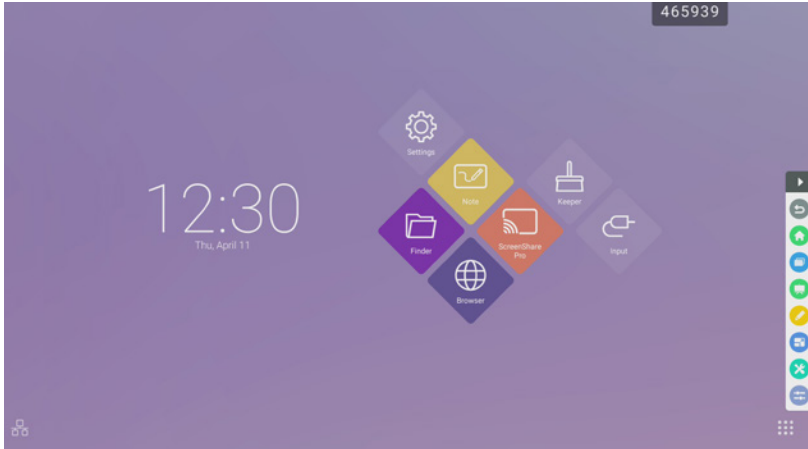 465939
12:30
Thu, April 11
Settings
Note
Keeper
Finder
ScreenShare
Pro
Input
Browser